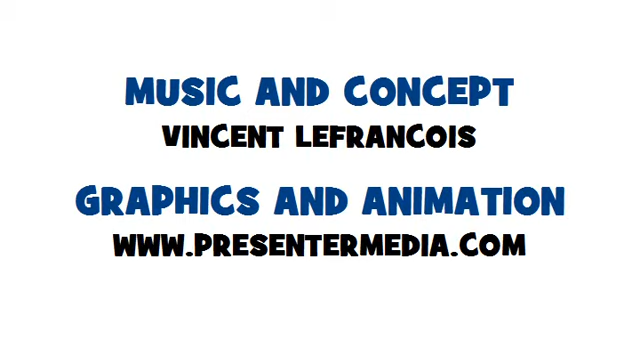 MUSIC AND CONCEPT
VINCENT LEFRANCOIS
GRAPHICS AND ANIMATION
WWW.PRESENTERMEDIA.COM